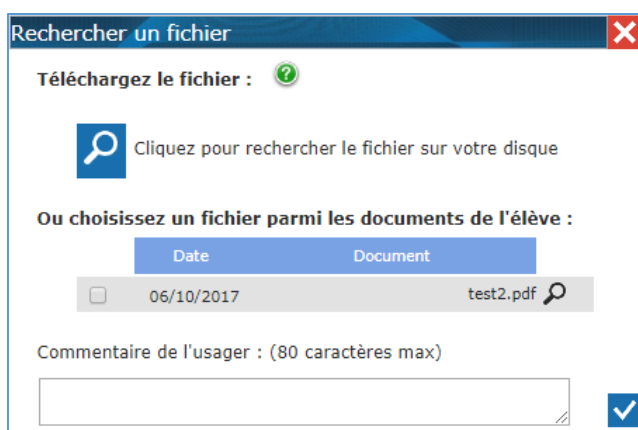 Rechercher un fichier
Téléchargez le fichier :
Cliquez pour rechercher le fichier sur votre disque
Ou choisissez un fichier parmi les documents de l'élève :
Date Document
06/10/2017 test2.pdf
Commentaire de l'usager : (80 caractères max)